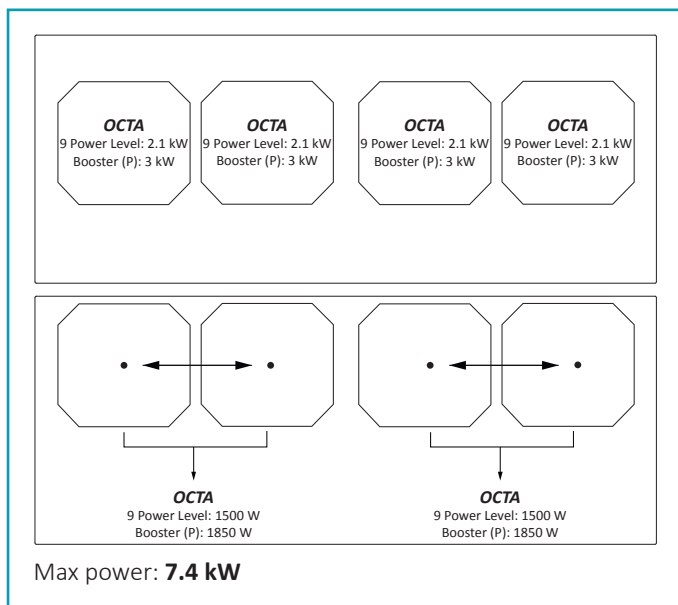 OCTA
9 Power Level: 2.1 kW
Booster (P): 3 kW
OCTA
9 Power Level: 2.1 kW
Booster (P): 3 kW
OCTA
9 Power Level: 2.1 kW
Booster (P): 3 kW
OCTA
9 Power Level: 2.1 kW
Booster (P): 3 kW
OCTA
9 Power Level: 1500 W
Booster (P): 1850 W
OCTA
9 Power Level: 1500 W
Booster (P): 1850 W
Max power: 7.4 kW